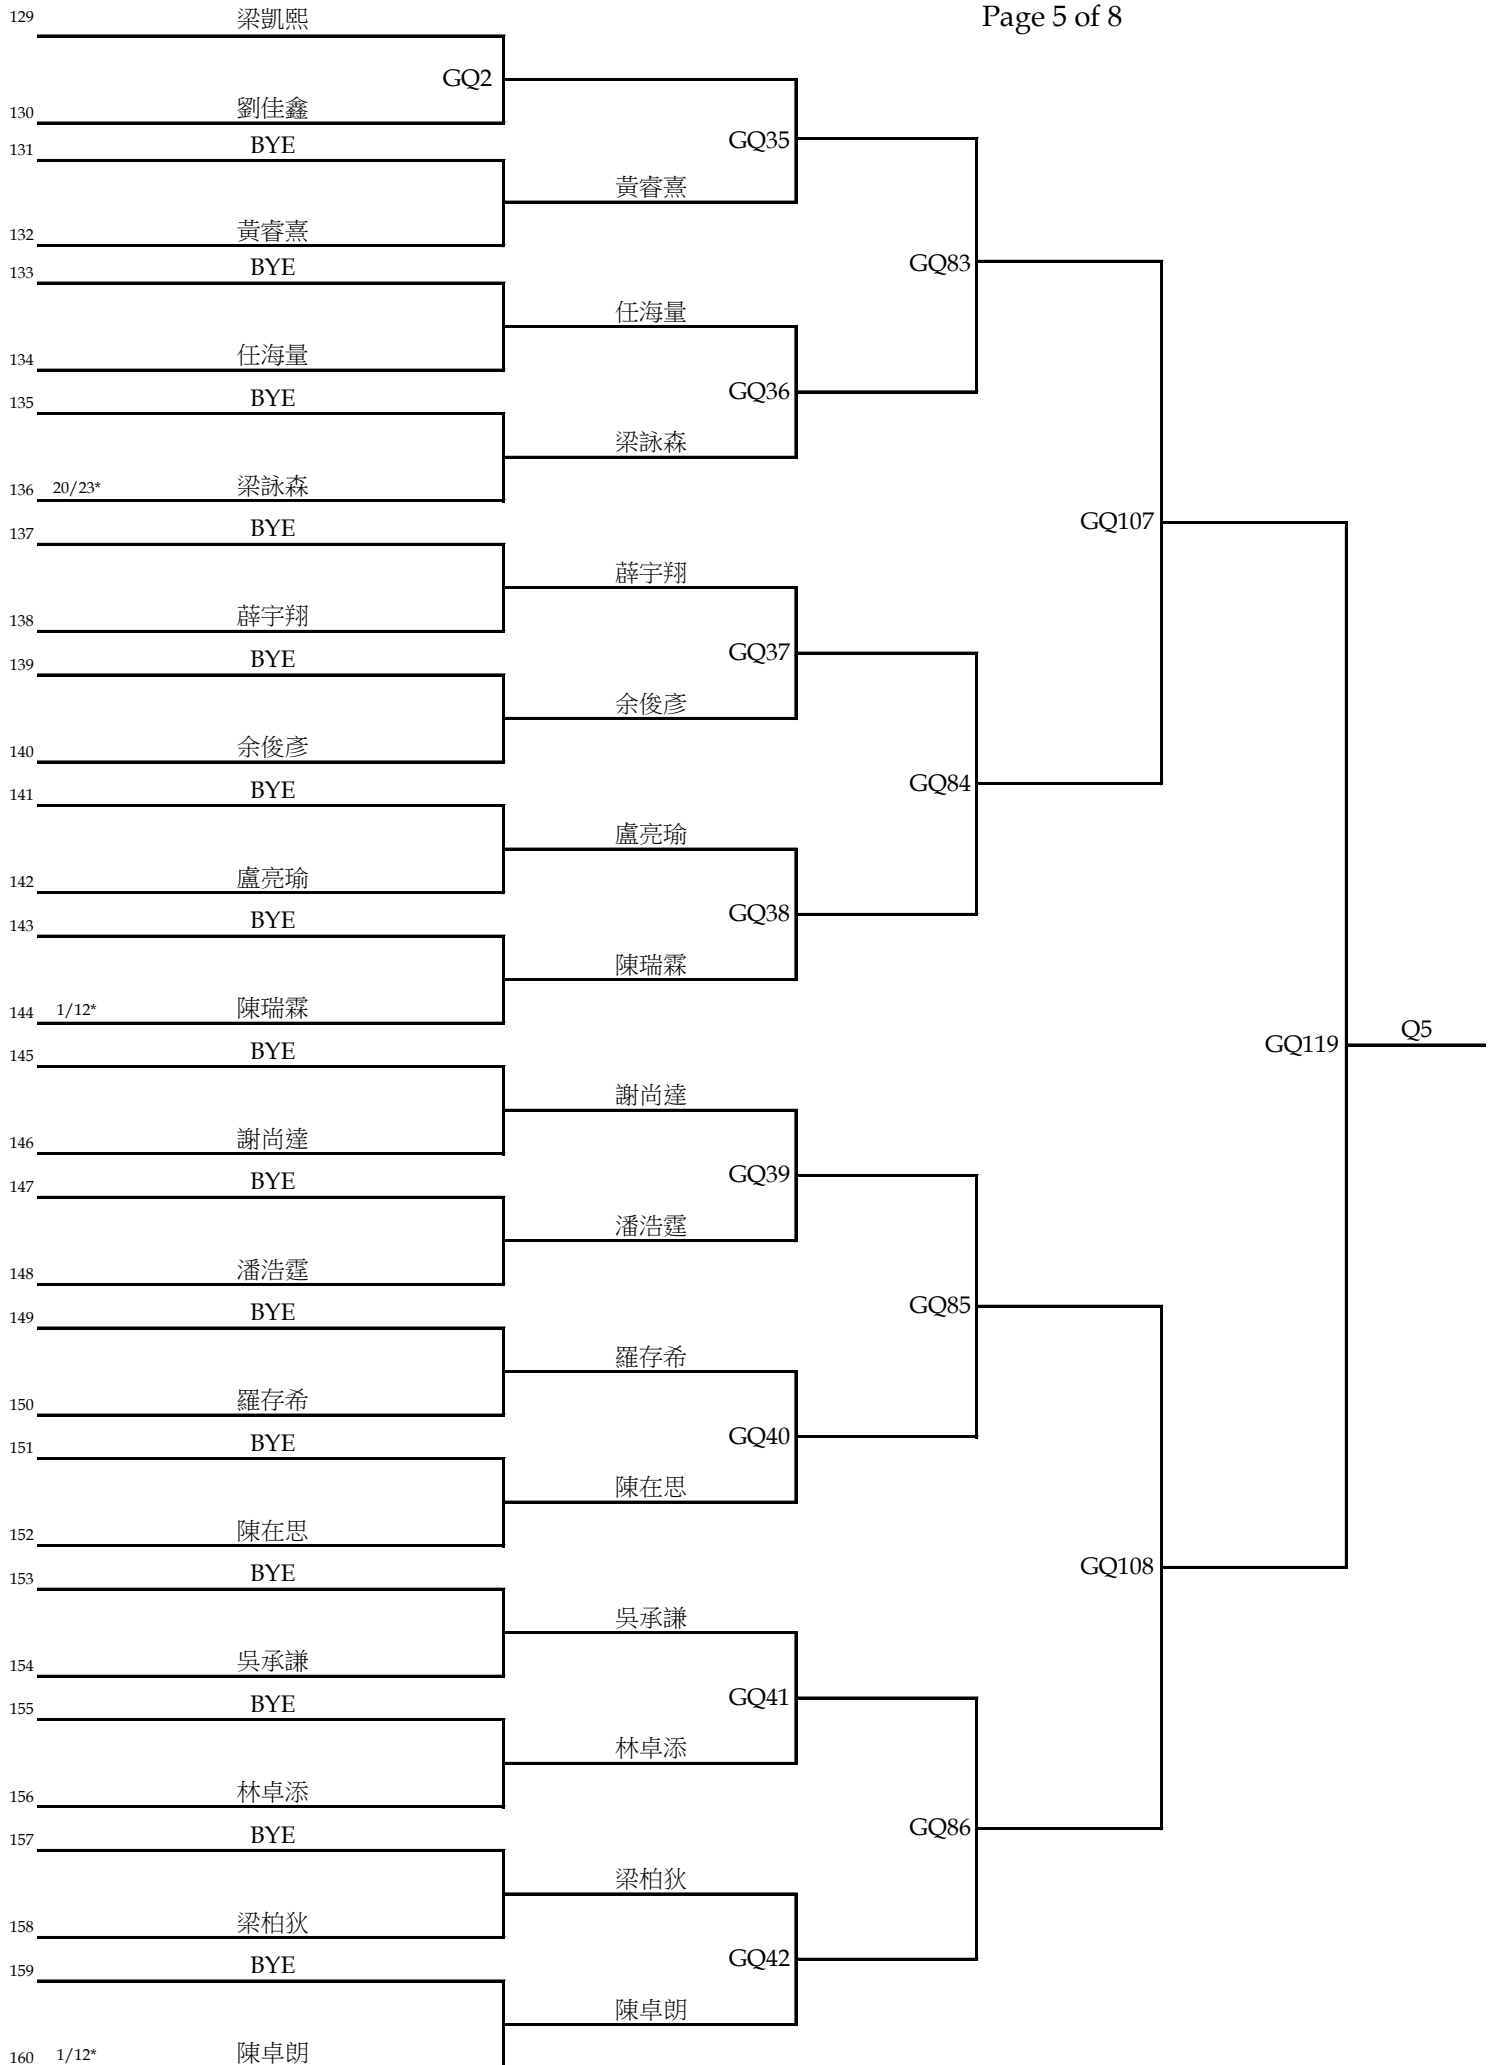 Page 5 of 8
129 梁凱熙
GQ2
130 劉佳鑫
131 BYE
GQ35
黃睿熹
132 黃睿熹
133 BYE
GQ83
任海量
134 任海量
135 BYE
GQ36
梁詠森
136 20/23* 梁詠森
137 BYE
GQ107
薛宇翔
138 薛宇翔
139 BYE
GQ37
余俊彥
140 余俊彥
141 BYE
GQ84
盧亮瑜
142 盧亮瑜
143 BYE
GQ38
陳瑞霖
144 1/12* 陳瑞霖
145 BYE
GQ119
Q5
謝尚達
146 謝尚達
147 BYE
GQ39
潘浩霆
148 潘浩霆
149 BYE
GQ85
羅存希
150 羅存希
151 BYE
GQ40
陳在思
152 陳在思
153 BYE
GQ108
吳承謙
154 吳承謙
155 BYE
GQ41
林卓添
156 林卓添
157 BYE
GQ86
梁柏狄
158 梁柏狄
159 BYE
GQ42
陳卓朗
160 1/12* 陳卓朗